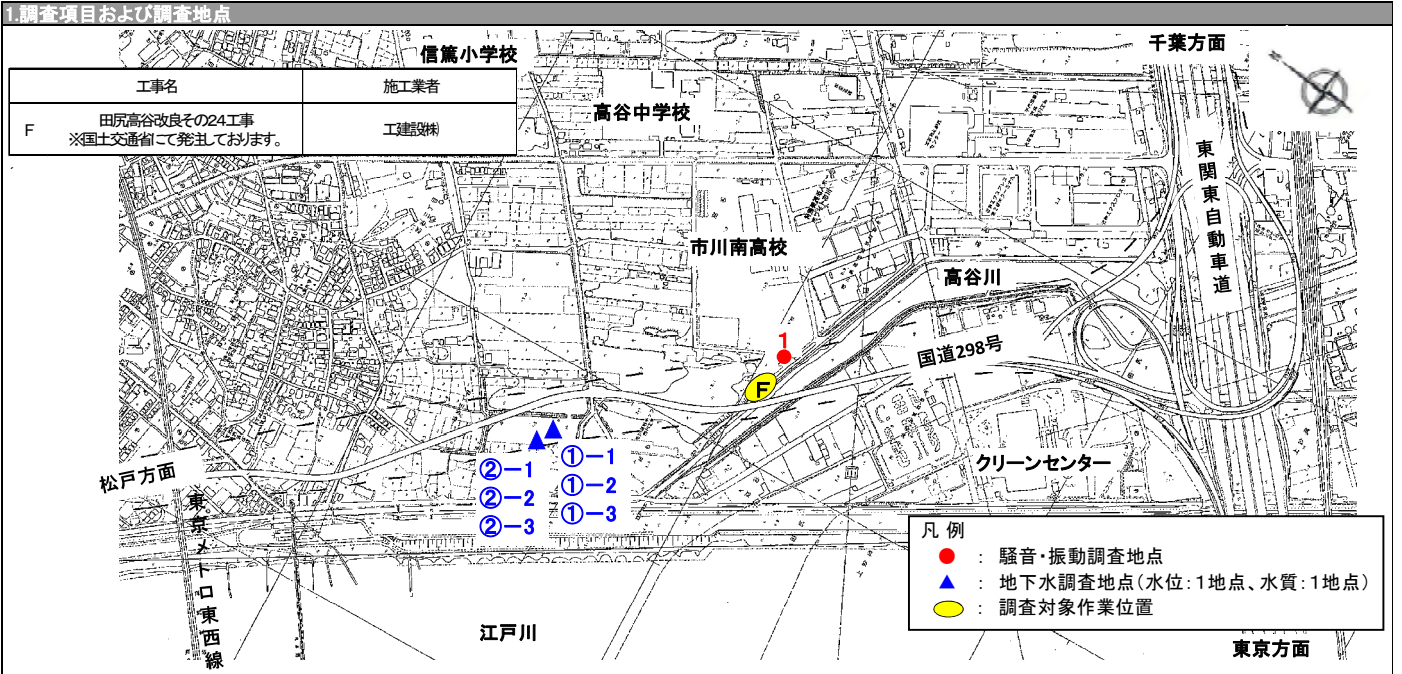 1.調査項目および調査地点
信篤小学校
千葉方面
工事名 施工業者
F 田尻高谷改良その24工事 工建設㈱
※国土交通省にて発注しております。
高谷中学校
東関東自動車道
市川南高校
高谷川
国道298号
1
F
松戸方面
①-1
①-2
①-3
②-1
②-2
②-3
クリーンセンター
東京メトロ東西線
江戸川
凡 例
● : 騒音・振動調査地点
▲ : 地下水調査地点(水位:1地点、水質:1地点)
: 調査対象作業位置
東京方面